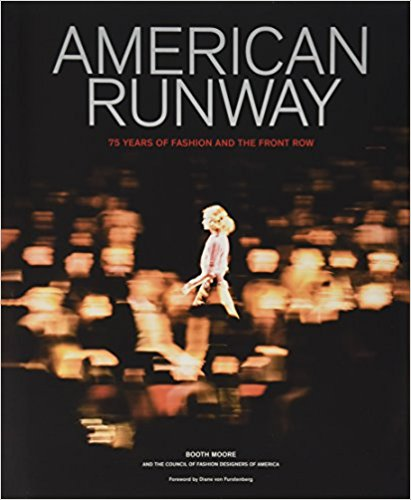 AMERICAN
RUNWAY
75 YEARS OF FASHION AND THE FRONT ROW
BOOTH MOORE
AND THE COUNCIL OF FASHION DESIGNERS OF AMERICA
Foreword by Diane von Furstenberg